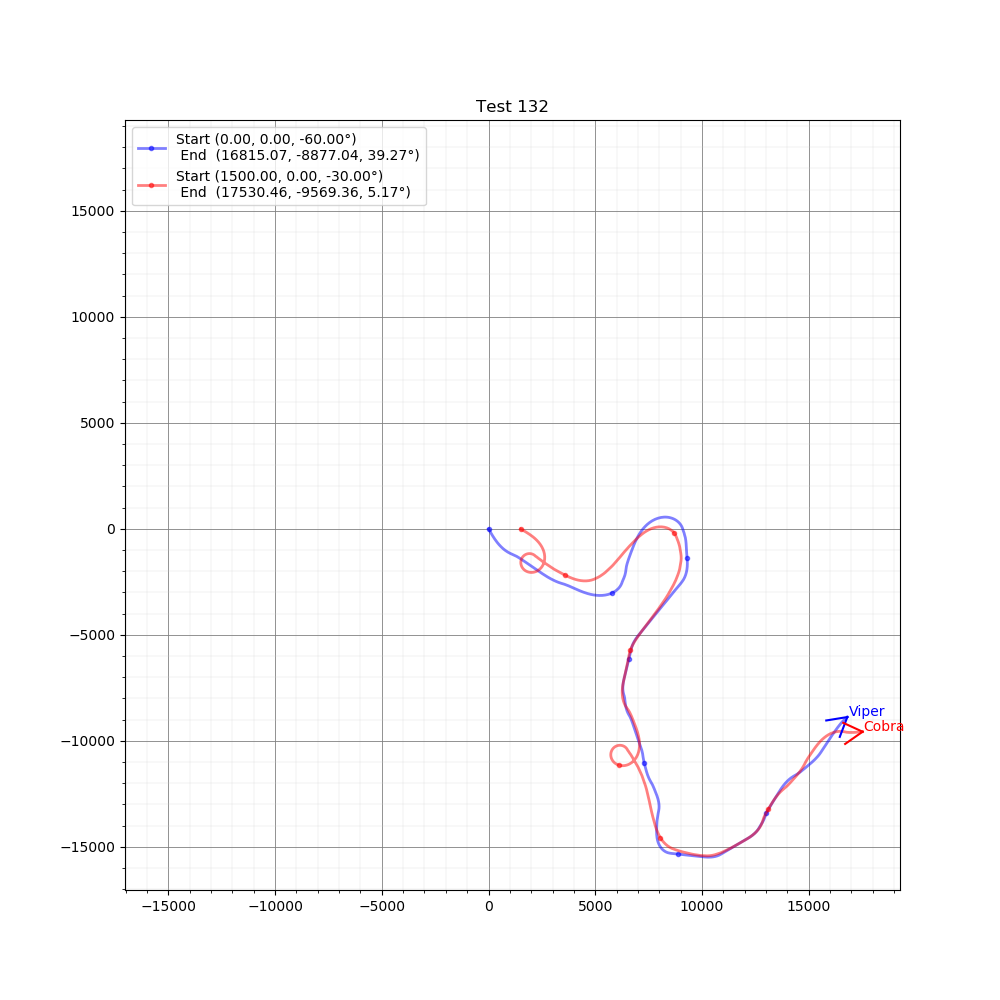 Test 132
Start (0.00, 0.00, -60.00°)
End  (16815.07, -8877.04, 39.27°)
Start (1500.00, 0.00, -30.00°)
End  (17530.46, -9569.36, 5.17°)
15000
10000
5000
0
−5000
−10000
−15000
Viper
Cobra
−15000 −10000 −5000 0 5000 10000 15000